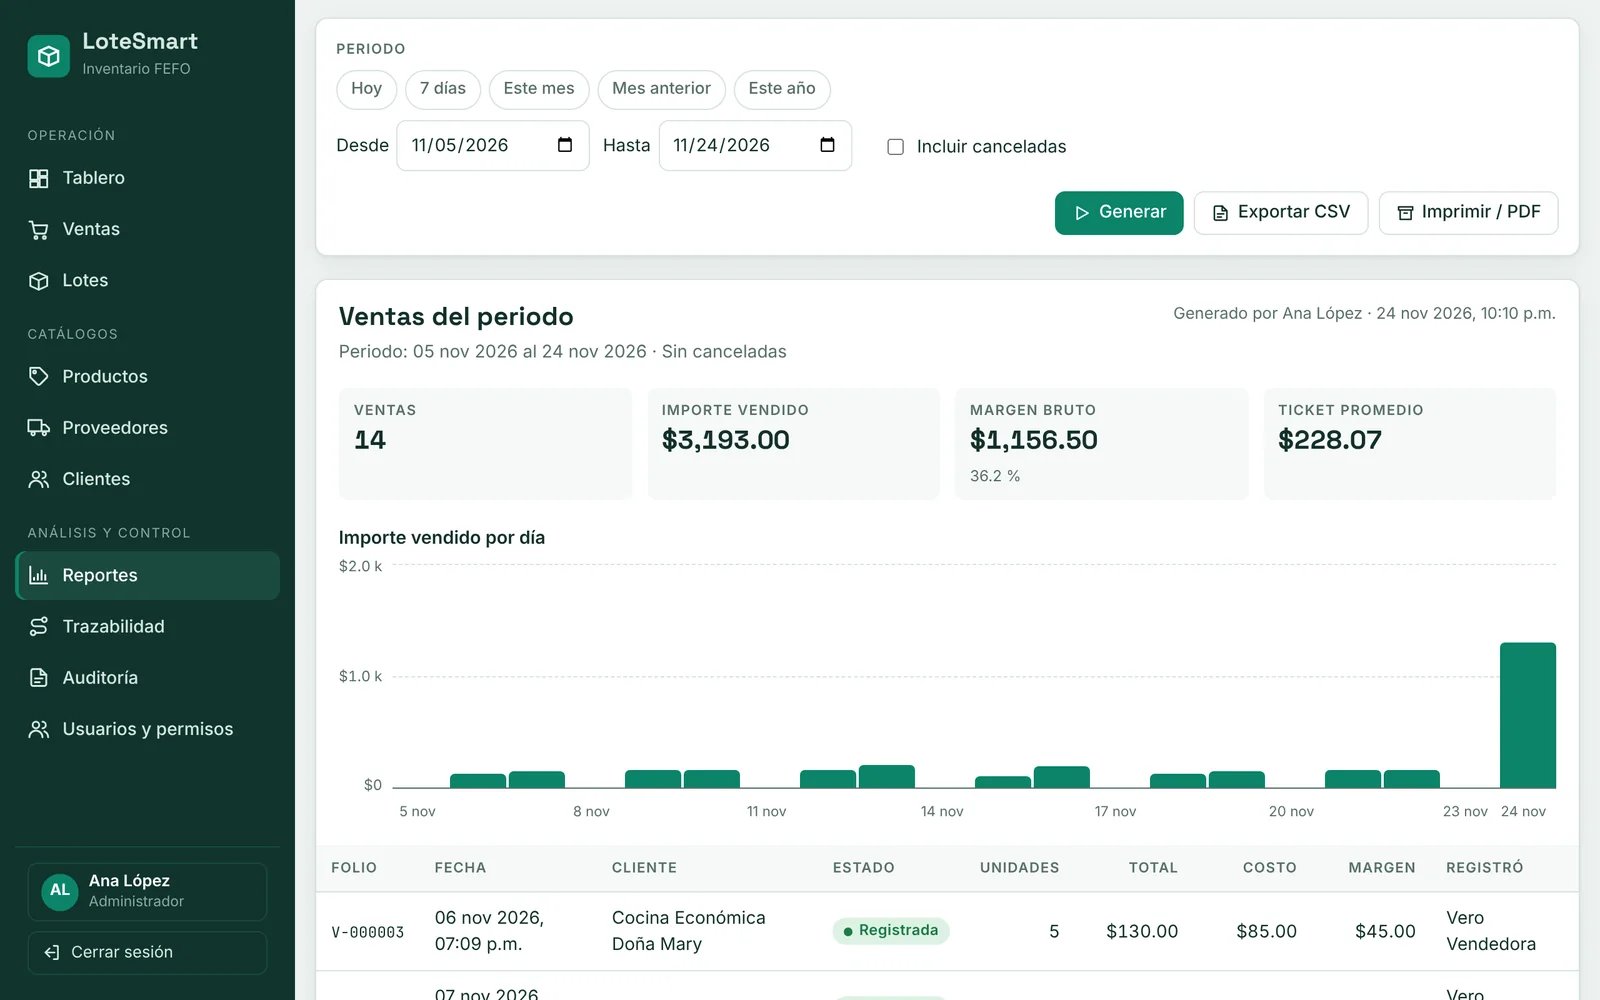 LoteSmart
Inventario FEFO
OPERACIÓN
Tablero
Ventas
Lotes
CATÁLOGOS
Productos
Proveedores
Clientes
ANÁLISIS Y CONTROL
Reportes
Trazabilidad
Auditoría
Usuarios y permisos
AL
Ana López
Administrador
Cerrar sesión
PERIODO
Hoy
7 días
Este mes
Mes anterior
Este año
Desde 11/05/2026 Hasta 11/24/2026 Incluir canceladas
Generar
Exportar CSV
Imprimir / PDF
Ventas del periodo
Generado por Ana López · 24 nov 2026, 10:10 p.m.
Periodo: 05 nov 2026 al 24 nov 2026 · Sin canceladas
VENTAS
14
IMPORTE VENDIDO
$3,193.00
MARGEN BRUTO
$1,156.50
36.2 %
TICKET PROMEDIO
$228.07
Importe vendido por día
$2.0 k
$1.0 k
$0
5 nov 8 nov 11 nov 14 nov 17 nov 20 nov 23 nov 24 nov
FOLIO FECHA CLIENTE ESTADO UNIDADES TOTAL COSTO MARGEN REGISTRÓ
V-000003 06 nov 2026, 07:09 p.m. Cocina Económica Doña Mary Registrada 5 $130.00 $85.00 $45.00 Vero Vendedora
07 nov 2026 Vero